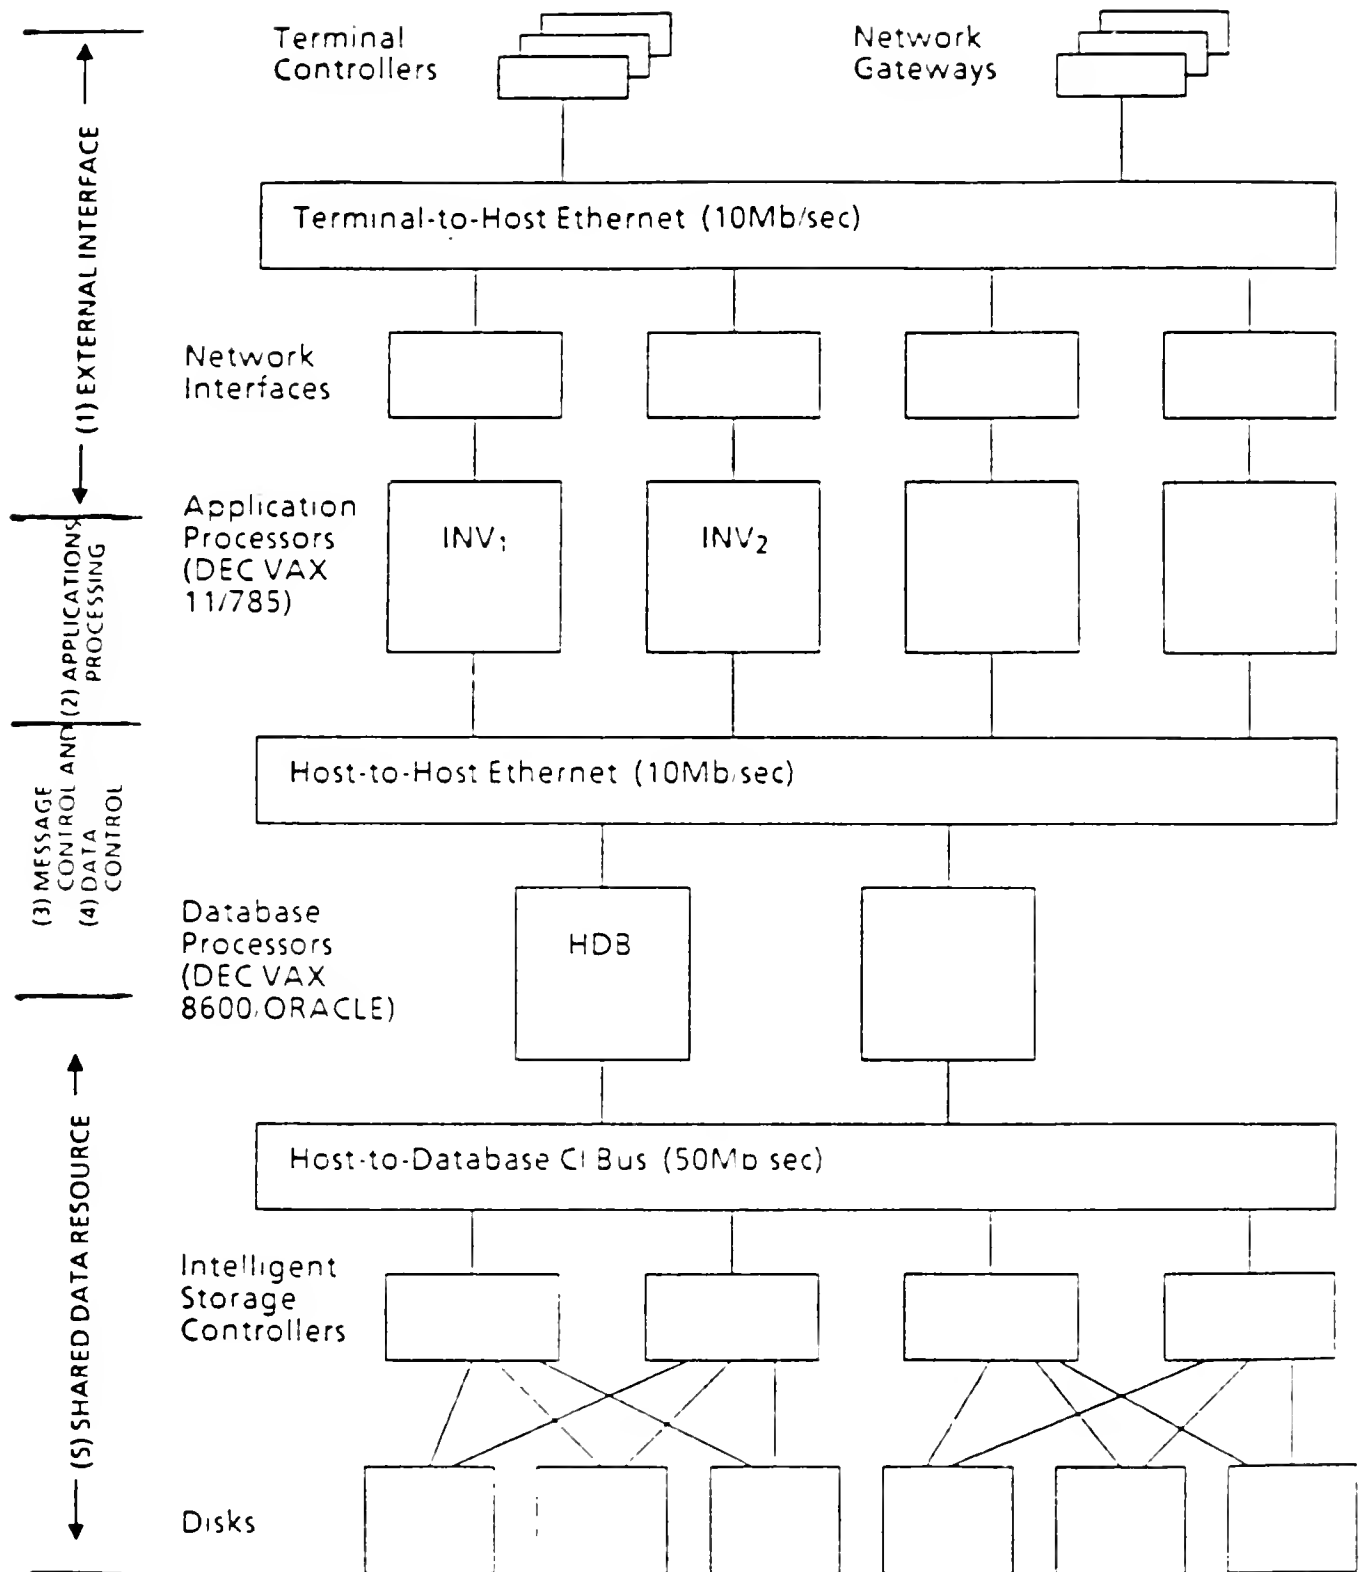 Terminal
Controllers
Network
Gateways
Terminal-to-Host Ethernet (10Mb/sec)
Network
Interfaces
Application
Processors
(DEC VAX
11/785)
INV1
INV2
Host-to-Host Ethernet (10Mb/sec)
Database
Processors
(DEC VAX
8600/ORACLE)
HDB
Host-to-Database CI Bus (50Mb sec)
Intelligent
Storage
Controllers
Disks
(1) EXTERNAL INTERFACE
(2) APPLICATIONS
PROCESSING
(3) MESSAGE
CONTROL AND
(4) DATA
CONTROL
(5) SHARED DATA RESOURCE